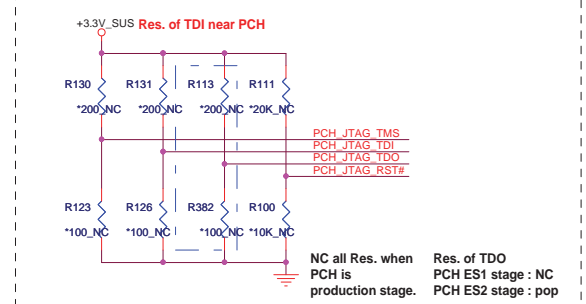 +3.3V_SUS Res. of TDI near PCH
R130 R131 R113 R111
*200_NC *200_NC *200_NC *20K_NC
PCH_JTAG_TMS
PCH_JTAG_TDI
PCH_JTAG_TDO
PCH_JTAG_RST#
R123 R126 R382 R100
*100_NC *100_NC *100_NC *10K_NC
NC all Res. when
PCH is
production stage.
Res. of TDO
PCH ES1 stage : NC
PCH ES2 stage : pop